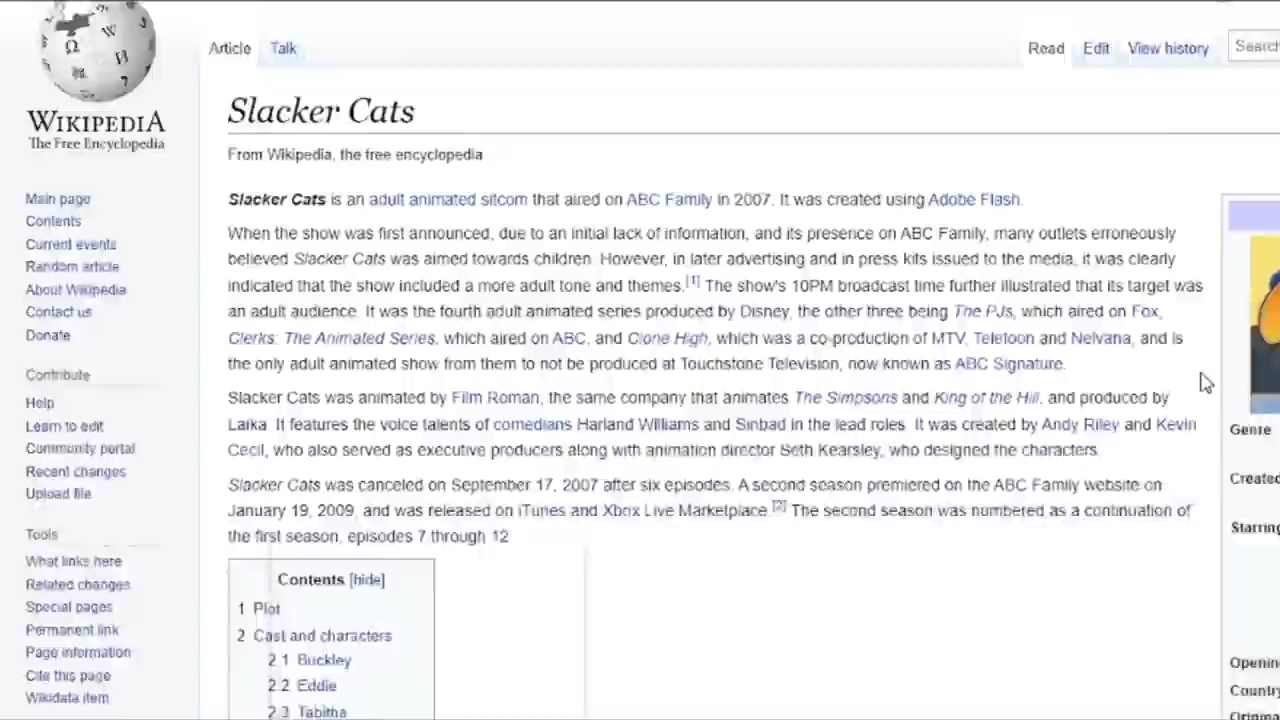 Article Talk Read Edit View history Search
WIKIPEDIA
The Free Encyclopedia
Main page
Contents
Current events
Random article
About Wikipedia
Contact us
Donate
Contribute
Help
Learn to edit
Community portal
Recent changes
Upload file
Tools
What links here
Related changes
Special pages
Permanent link
Page information
Cite this page
Wikidata item
Slacker Cats
From Wikipedia, the free encyclopedia
Slacker Cats is an adult animated sitcom that aired on ABC Family in 2007. It was created using Adobe Flash.
When the show was first announced, due to an initial lack of information, and its presence on ABC Family, many outlets erroneously
believed Slacker Cats was aimed towards children. However, in later advertising and in press kits issued to the media, it was clearly
indicated that the show included a more adult tone and themes.[1] The show's 10PM broadcast time further illustrated that its target was
an adult audience. It was the fourth adult animated series produced by Disney, the other three being The PJs, which aired on Fox,
Clerks: The Animated Series, which aired on ABC, and Clone High, which was a co-production of MTV, Teletoon and Nelvana, and is
the only adult animated show from them to not be produced at Touchstone Television, now known as ABC Signature.
Slacker Cats was animated by Film Roman, the same company that animates The Simpsons and King of the Hill, and produced by
Laika. It features the voice talents of comedians Harland Williams and Sinbad in the lead roles. It was created by Andy Riley and Kevin
Cecil, who also served as executive producers along with animation director Seth Kearsley, who designed the characters.
Slacker Cats was canceled on September 17, 2007 after six episodes. A second season premiered on the ABC Family website on
January 19, 2009, and was released on iTunes and Xbox Live Marketplace.[2] The second season was numbered as a continuation of
the first season, episodes 7 through 12
Contents [hide]
1 Plot
2 Cast and characters
2.1 Buckley
2.2 Eddie
2.3 Tabitha
Genre
Created
Starring
Opening
Country